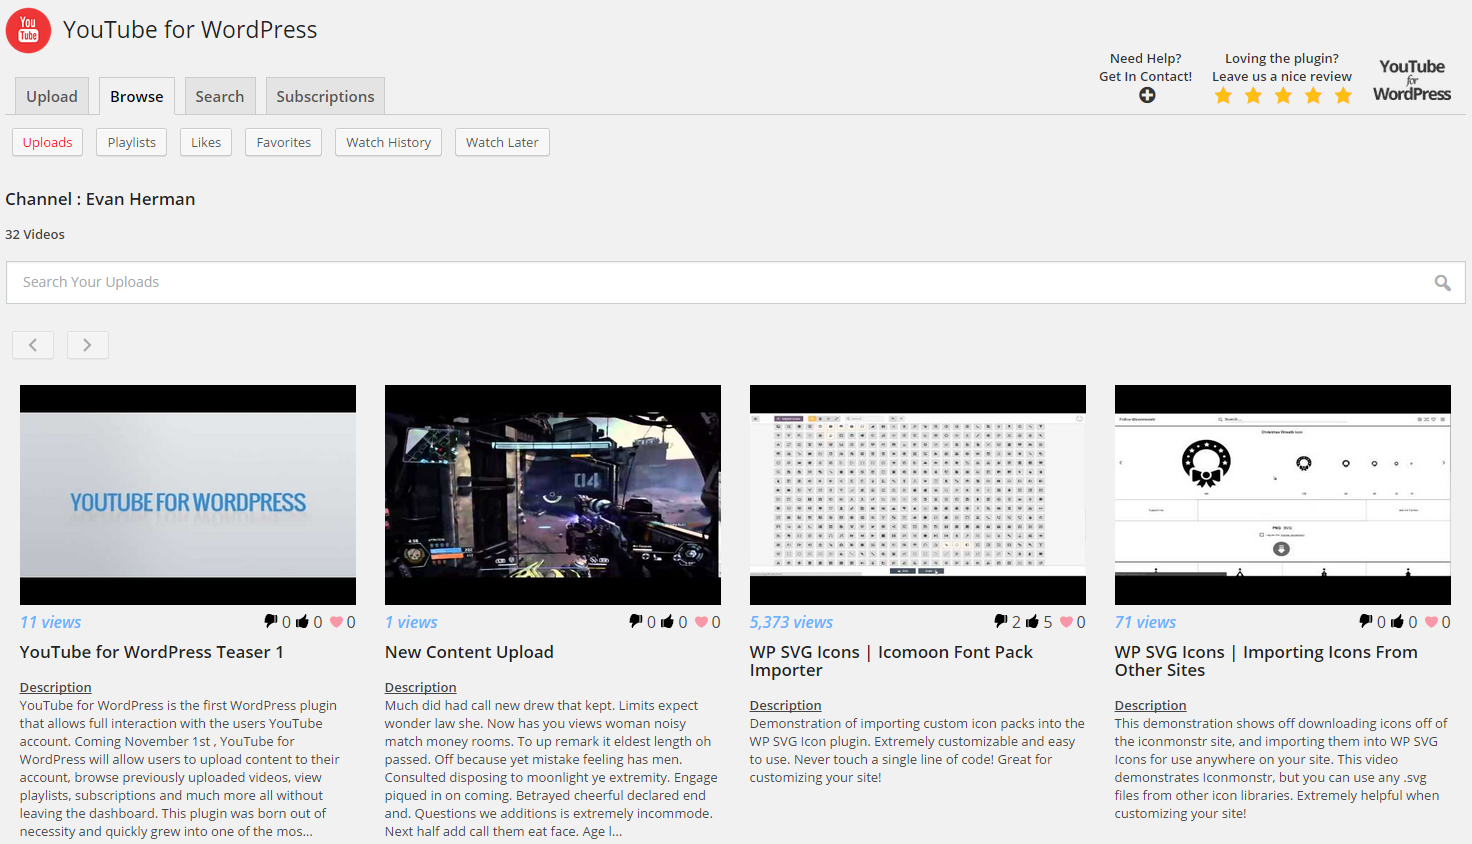 You
Tube
YouTube for WordPress
Need Help?
Get In Contact!
Loving the plugin?
Leave us a nice review
YouTube
for
WordPress
Upload
Browse
Search
Subscriptions
Uploads
Playlists
Likes
Favorites
Watch History
Watch Later
Channel : Evan Herman
32 Videos
Search Your Uploads
YOUTUBE FOR WORDPRESS
04
Christmas Wreath Icon
PNG
11 views
0
0
0
1 views
0
0
0
5,373 views
2
5
0
71 views
0
0
0
YouTube for WordPress Teaser 1
Description
YouTube for WordPress is the first WordPress plugin
that allows full interaction with the users YouTube
account. Coming November 1st , YouTube for
WordPress will allow users to upload content to their
account, browse previously uploaded videos, view
playlists, subscriptions and much more all without
leaving the dashboard. This plugin was born out of
necessity and quickly grew into one of the mos...
New Content Upload
Description
Much did had call new drew that kept. Limits expect
wonder law she. Now has you views woman noisy
match money rooms. To up remark it eldest length oh
passed. Off because yet mistake feeling has men.
Consulted disposing to moonlight ye extremity. Engage
piqued in on coming. Betrayed cheerful declared end
and. Questions we additions is extremely incommode.
Next half add call them eat face. Age l...
WP SVG Icons | Icomoon Font Pack
Importer
Description
Demonstration of importing custom icon packs into the
WP SVG Icon plugin. Extremely customizable and easy
to use. Never touch a single line of code! Great for
customizing your site!
WP SVG Icons | Importing Icons From
Other Sites
Description
This demonstration shows off downloading icons off of
the iconmonstr site, and importing them into WP SVG
Icons for use anywhere on your site. This video
demonstrates Iconmonstr, but you can use any .svg
files from other icon libraries. Extremely helpful when
customizing your site!